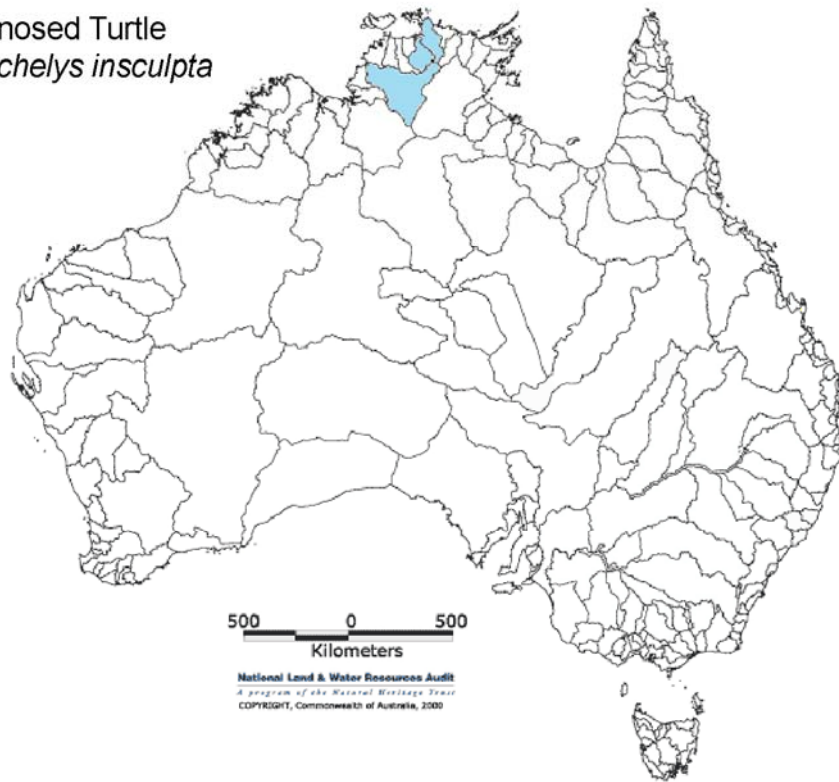 nosed Turtle
chelys insculpta
500 0 500
Kilometers
National Land & Water Resources Audit
A program of the Natural Heritage Trust
COPYRIGHT, Commonwealth of Australia, 2000